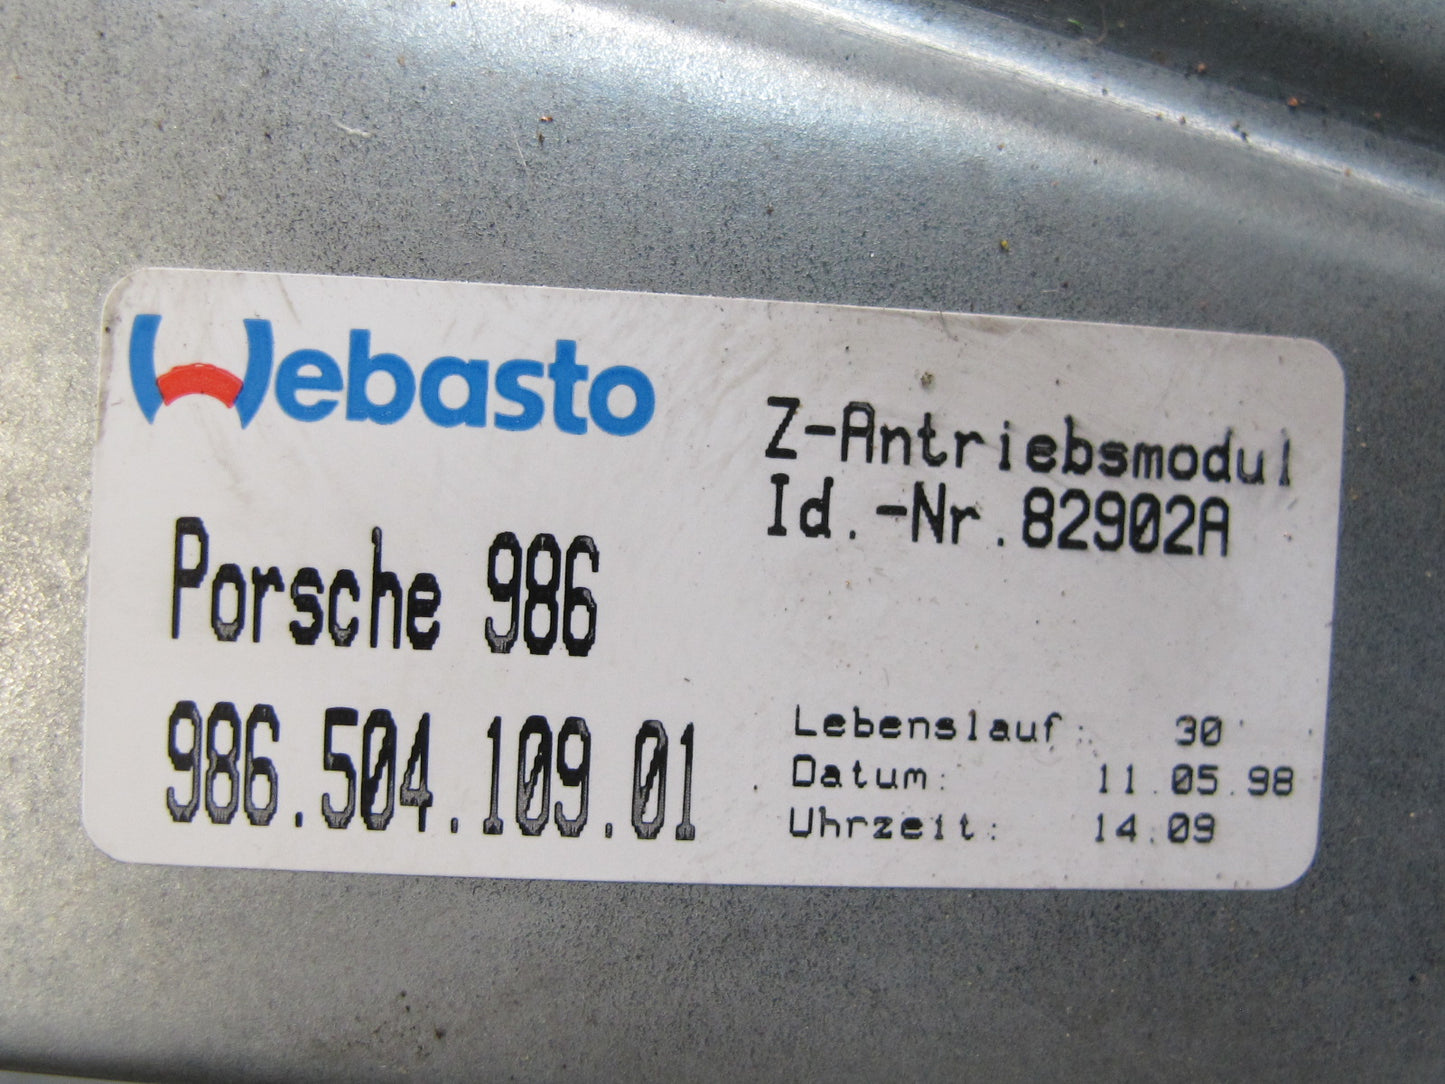 Webasto
Z-Antriebsmodul
Id.-Nr.82902A
Porsche 986
986.504.109.01
Lebenslauf: 30
Datum: 11.05.98
Uhrzeit: 14.09